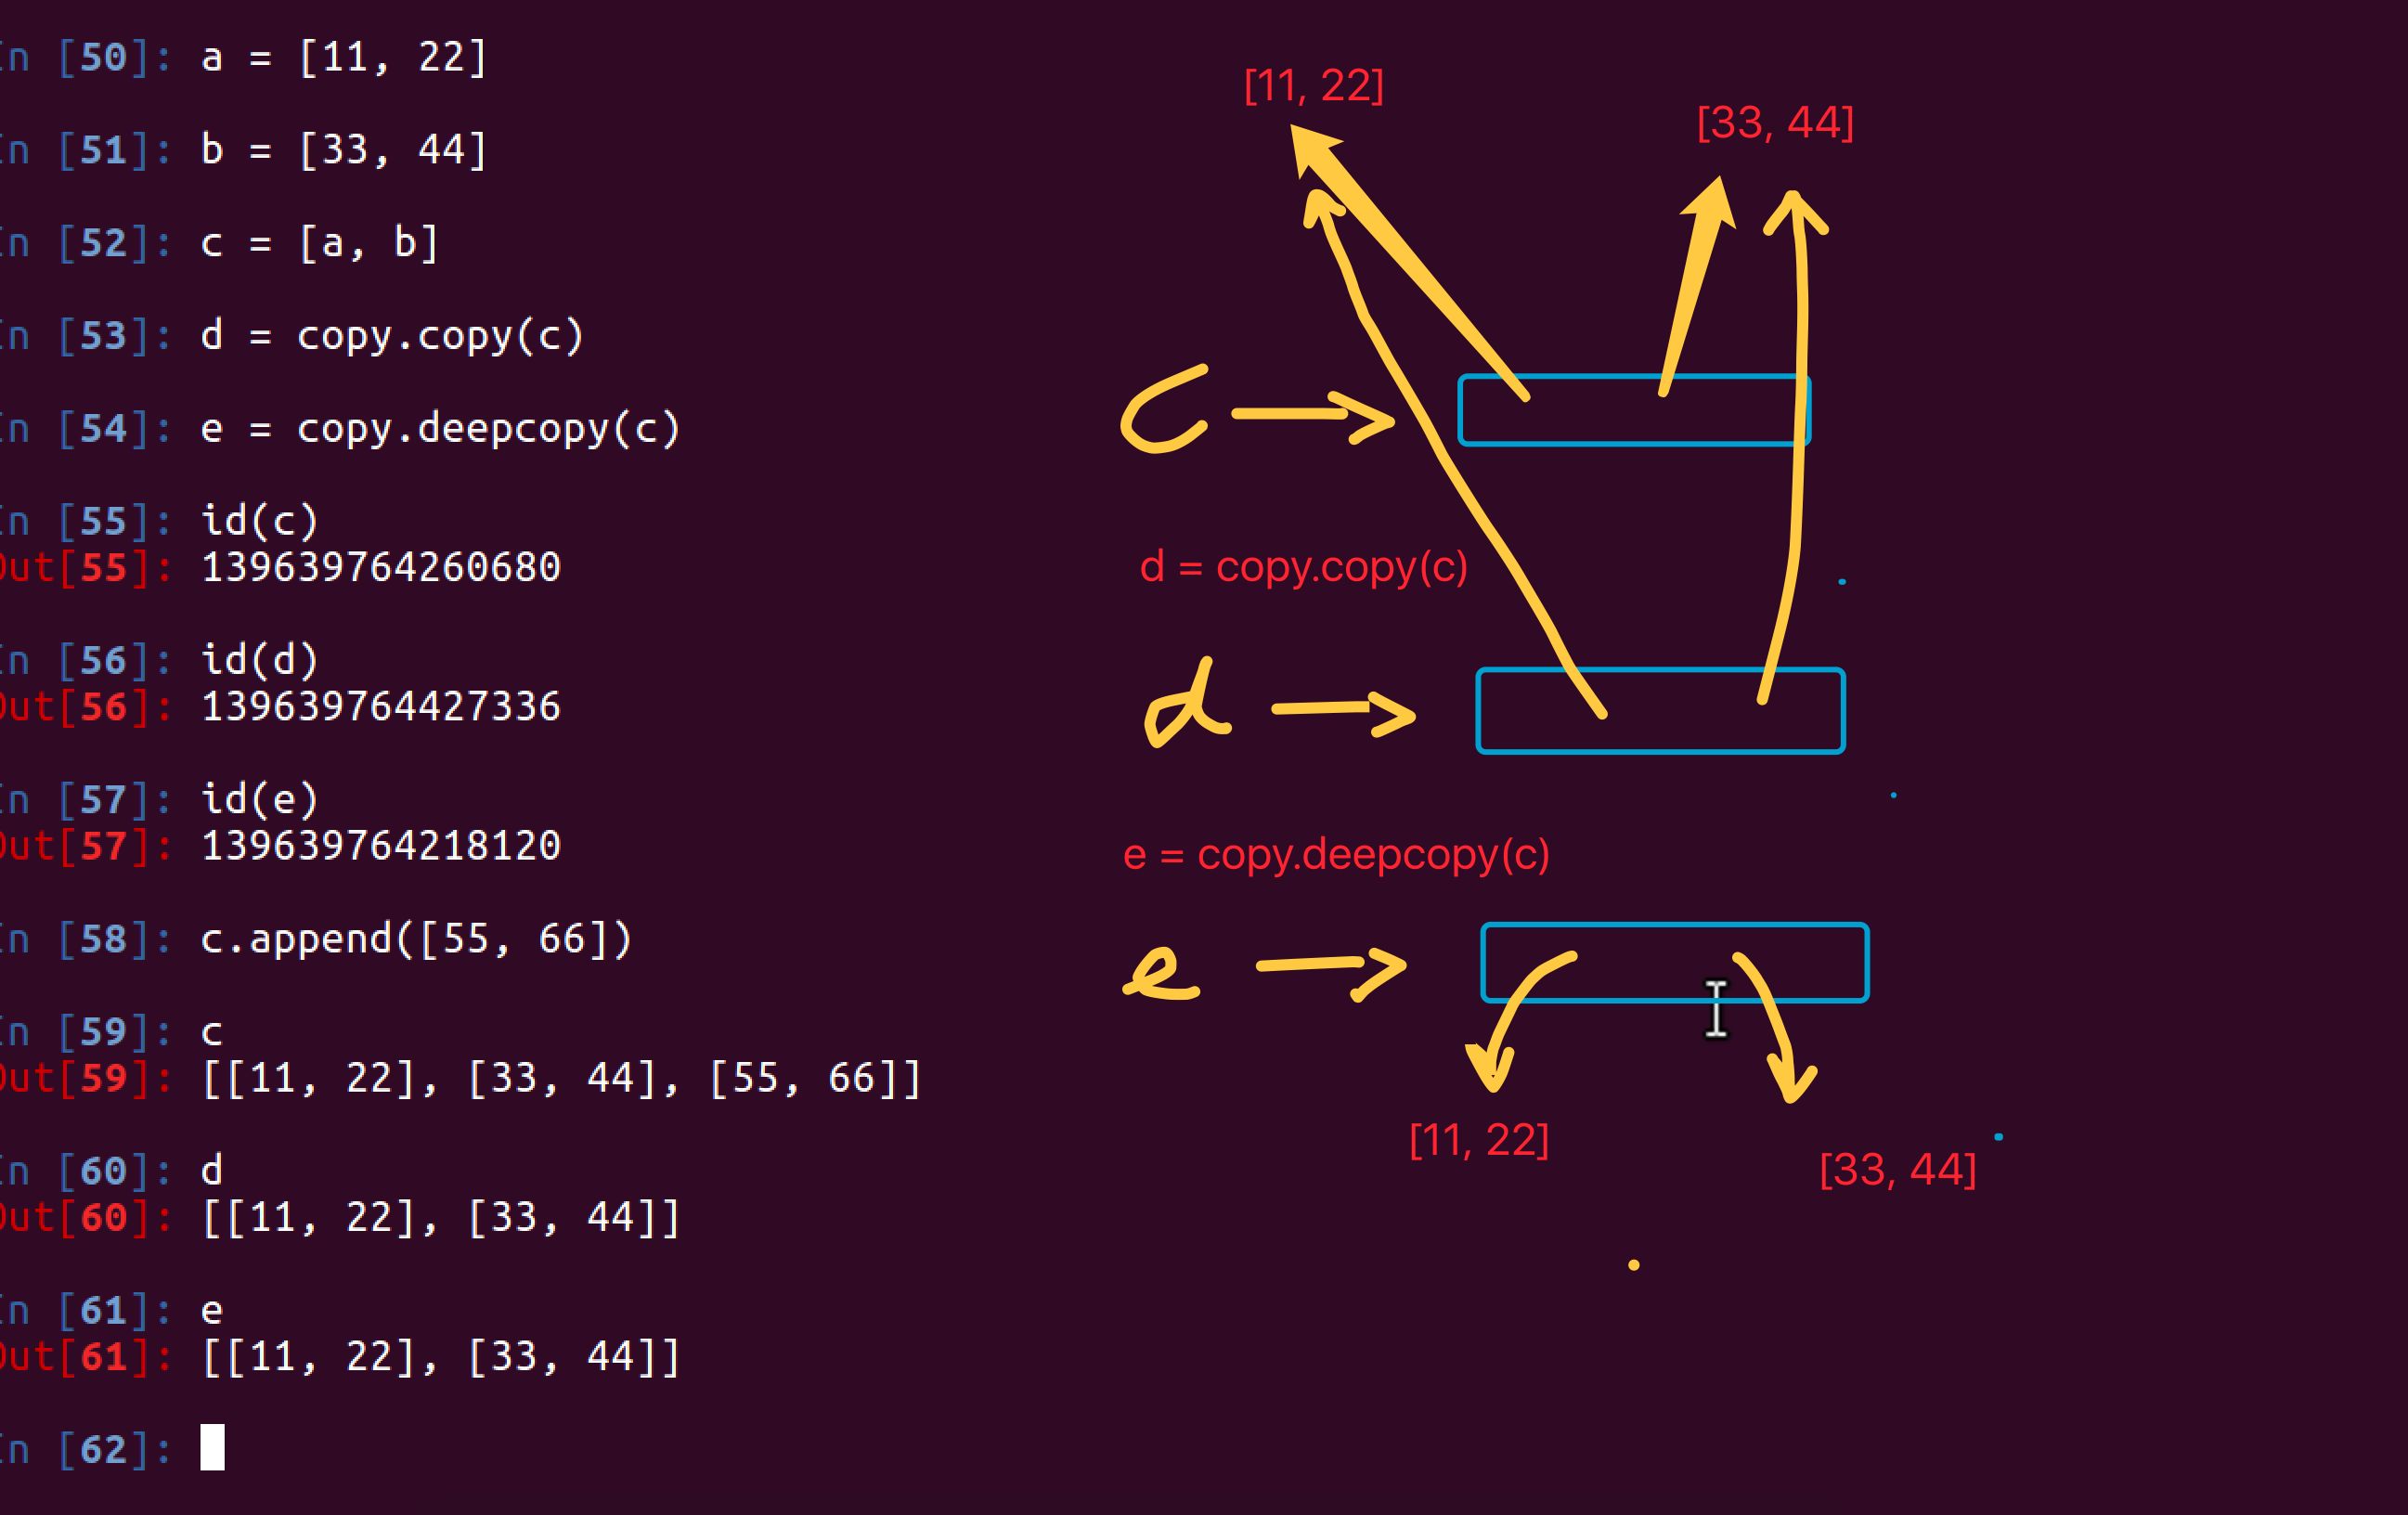 In [50]: a = [11, 22]
In [51]: b = [33, 44]
In [52]: c = [a, b]
In [53]: d = copy.copy(c)
In [54]: e = copy.deepcopy(c)
In [55]: id(c)
Out[55]: 139639764260680
In [56]: id(d)
Out[56]: 139639764427336
In [57]: id(e)
Out[57]: 139639764218120
In [58]: c.append([55, 66])
In [59]: c
Out[59]: [[11, 22], [33, 44], [55, 66]]
In [60]: d
Out[60]: [[11, 22], [33, 44]]
In [61]: e
Out[61]: [[11, 22], [33, 44]]
In [62]:
[11, 22]
[33, 44]
c
d = copy.copy(c)
d
e = copy.deepcopy(c)
e
[11, 22]
[33, 44]